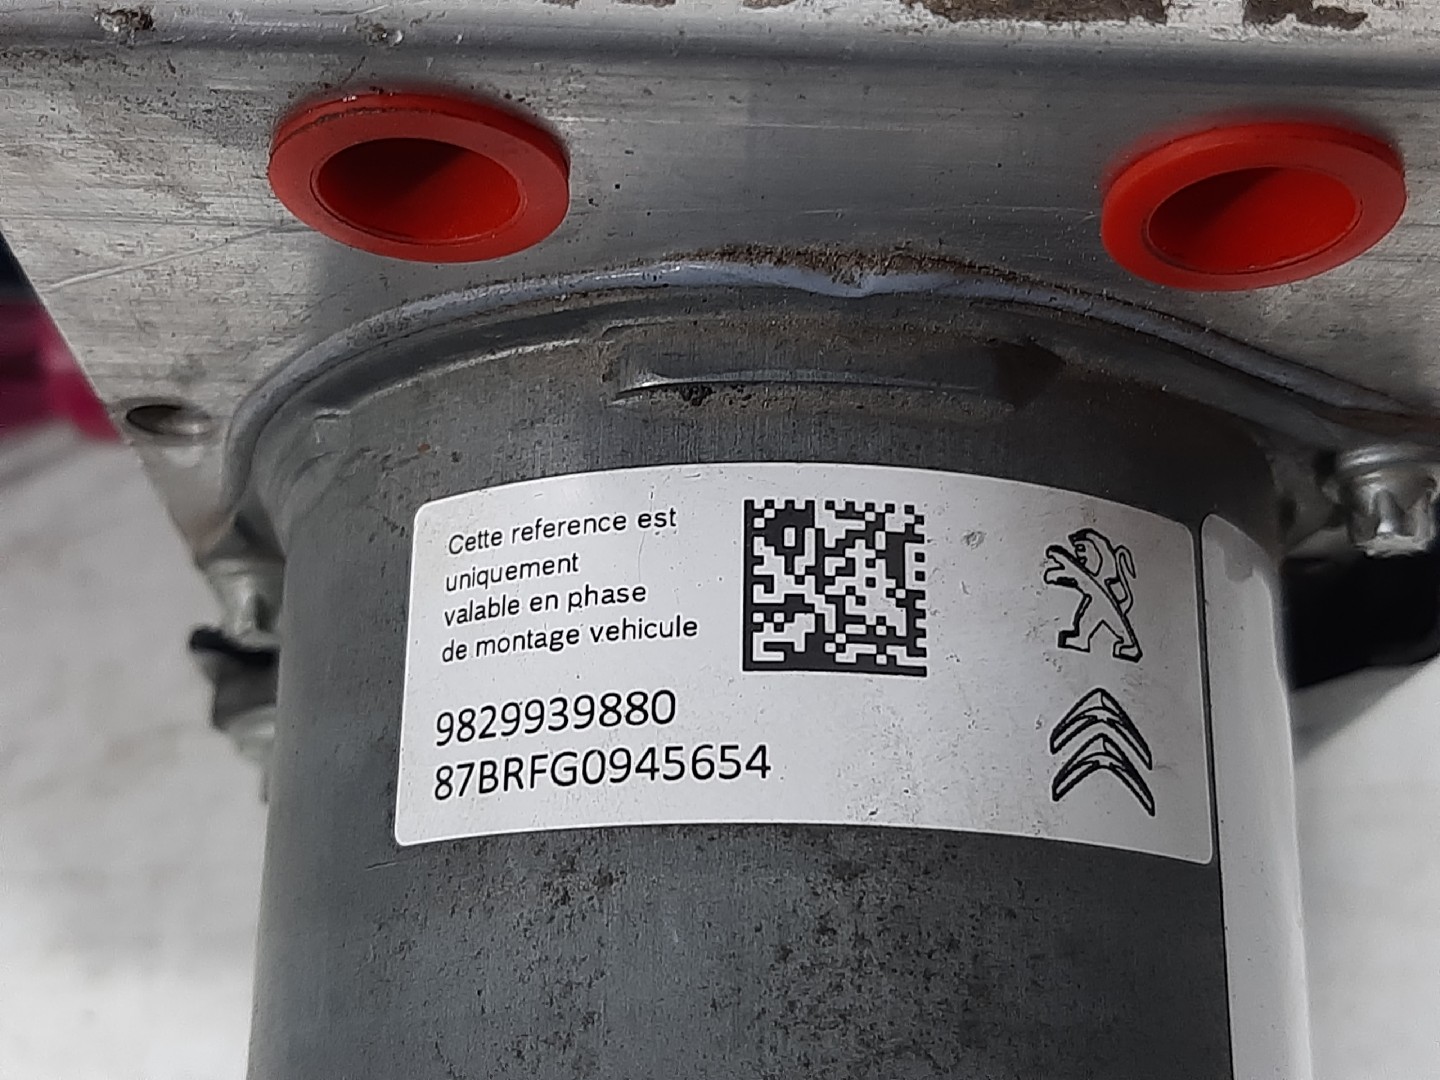 Cette reference est
uniquement
valable en phase
de montage vehicule
9829939880
87BRFG0945654